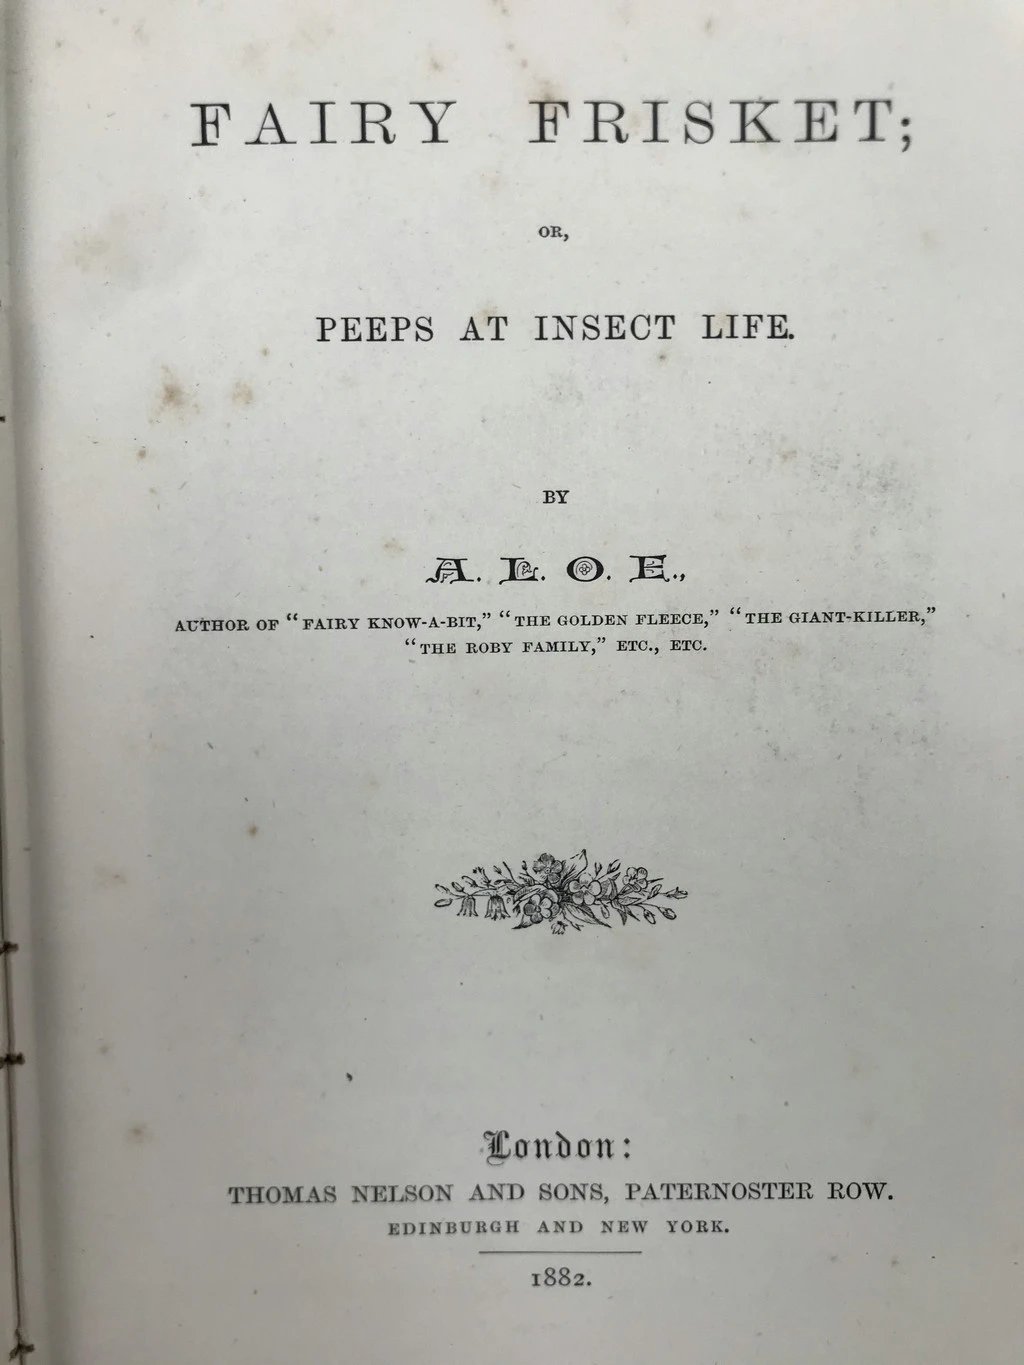 FAIRY FRISKET;
OR,
PEEPS AT INSECT LIFE.
BY
A. L. O. E.,
AUTHOR OF “FAIRY KNOW-A-BIT,” “THE GOLDEN FLEECE,” “THE GIANT-KILLER,”
“THE ROBY FAMILY,” ETC., ETC.
London:
THOMAS NELSON AND SONS, PATERNOSTER ROW.
EDINBURGH AND NEW YORK.
1882.